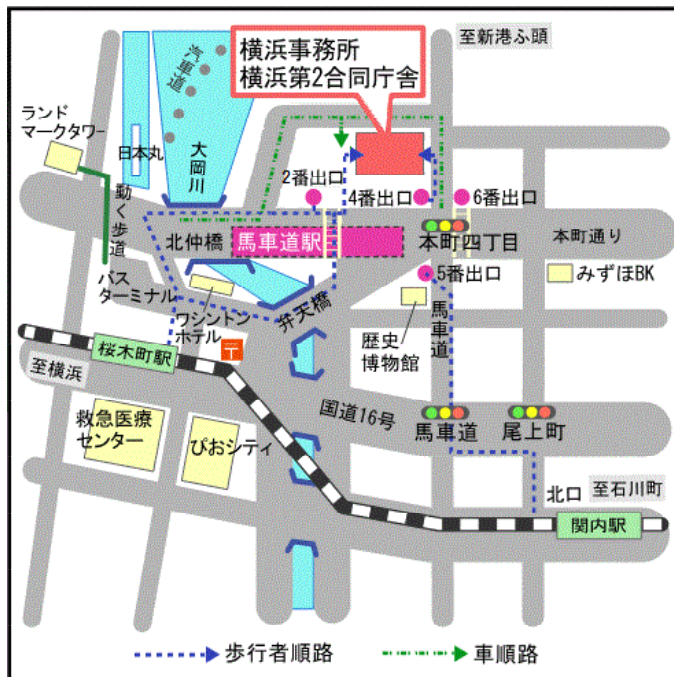 横浜事務所
横浜第2合同庁舎
至新港ふ頭
汽車道
ランド
マークタワー
日本丸
大岡川
2番出口
4番出口
6番出口
動く歩道
北仲橋
馬車道駅
本町四丁目
本町通り
バス
ターミナル
ワシントン
ホテル
弁天橋
5番出口
みずほBK
歴史
博物館
馬車道
桜木町駅
〒
至横浜
国道16号
救急医療
センター
ぴおシティ
馬車道
尾上町
北口
至石川町
関内駅
歩行者順路
車順路